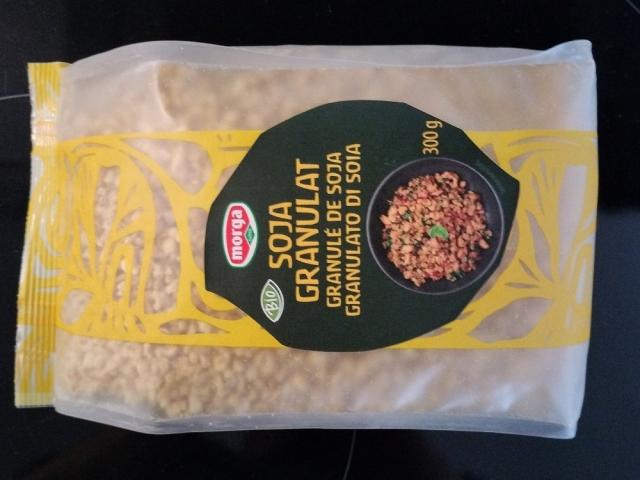 morga
BIO
SOJA
GRANULAT
GRANULÉ DE SOJA
GRANULATO DI SOIA
300 g